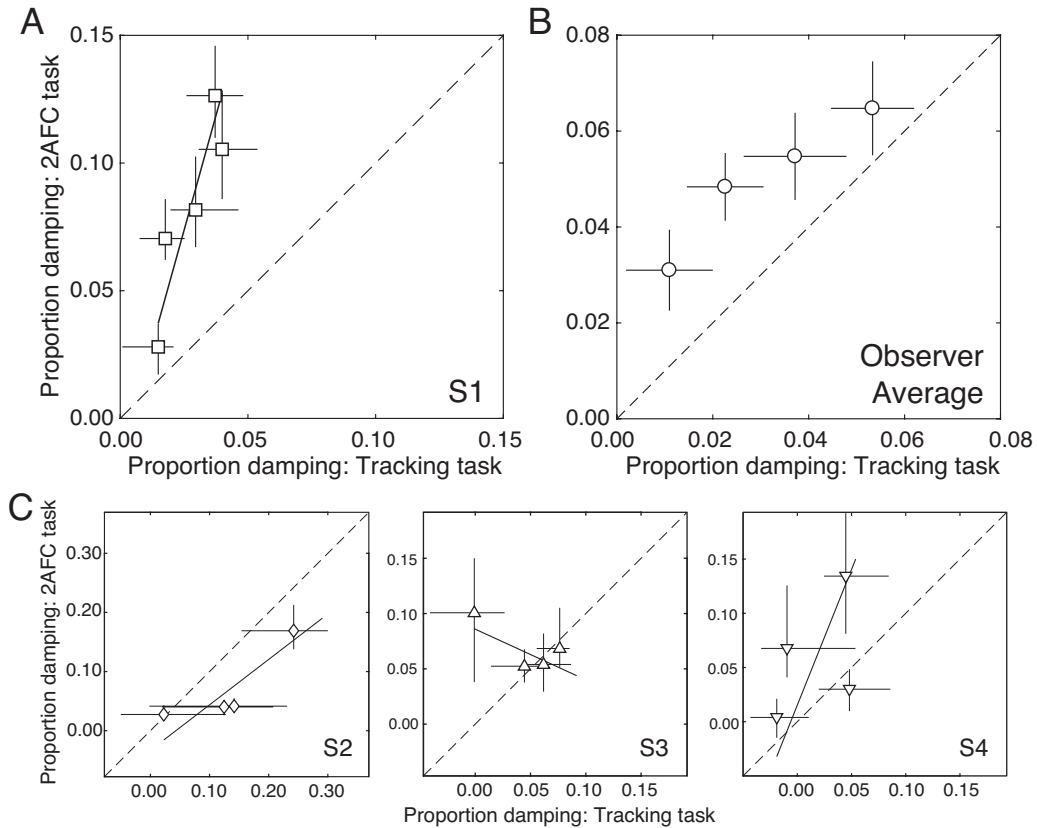 A
Proportion damping: 2AFC task
0.15
0.10
0.05
0.00
0.00 0.05 0.10 0.15
S1
Proportion damping: Tracking task
B
0.08
0.06
0.04
0.02
0.00
0.00 0.02 0.04 0.06 0.08
Observer
Average
Proportion damping: Tracking task
C
Proportion damping: 2AFC task
0.30
0.20
0.10
0.00
0.00 0.10 0.20 0.30
S2
0.15
0.10
0.05
0.00
0.00 0.05 0.10 0.15
S3
0.15
0.10
0.05
0.00
0.00 0.05 0.10 0.15
S4
Proportion damping: Tracking task